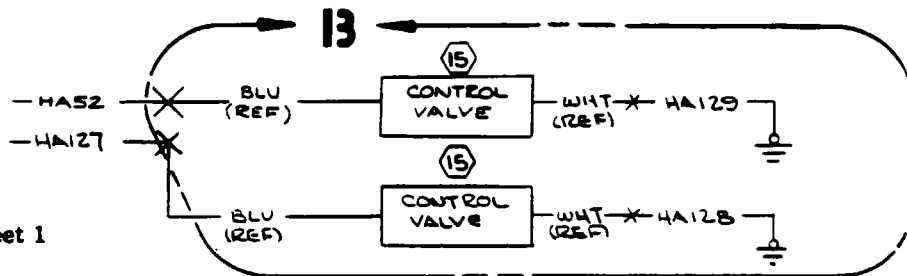 13
15
HA52
BLU
(REF)
CONTROL
VALVE
WHT
(REF)
HA129
HA127
15
BLU
(REF)
CONTROL
VALVE
WHT
(REF)
HA128
eet 1